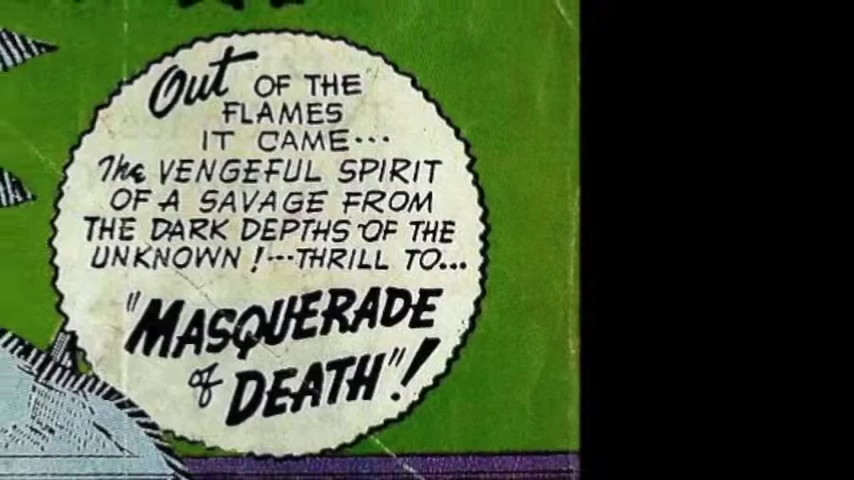 Out OF THE
FLAMES
IT CAME...
The VENGEFUL SPIRIT
OF A SAVAGE FROM
THE DARK DEPTHS OF THE
UNKNOWN!...THRILL TO...
"MASQUERADE
of DEATH"!